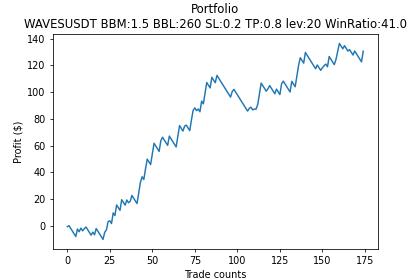 Portfolio
WAVESUSDT BBM:1.5 BBL:260 SL:0.2 TP:0.8 lev:20 WinRatio:41.0
140
120
100
80
60
40
20
0
Profit ($)
0 25 50 75 100 125 150 175
Trade counts